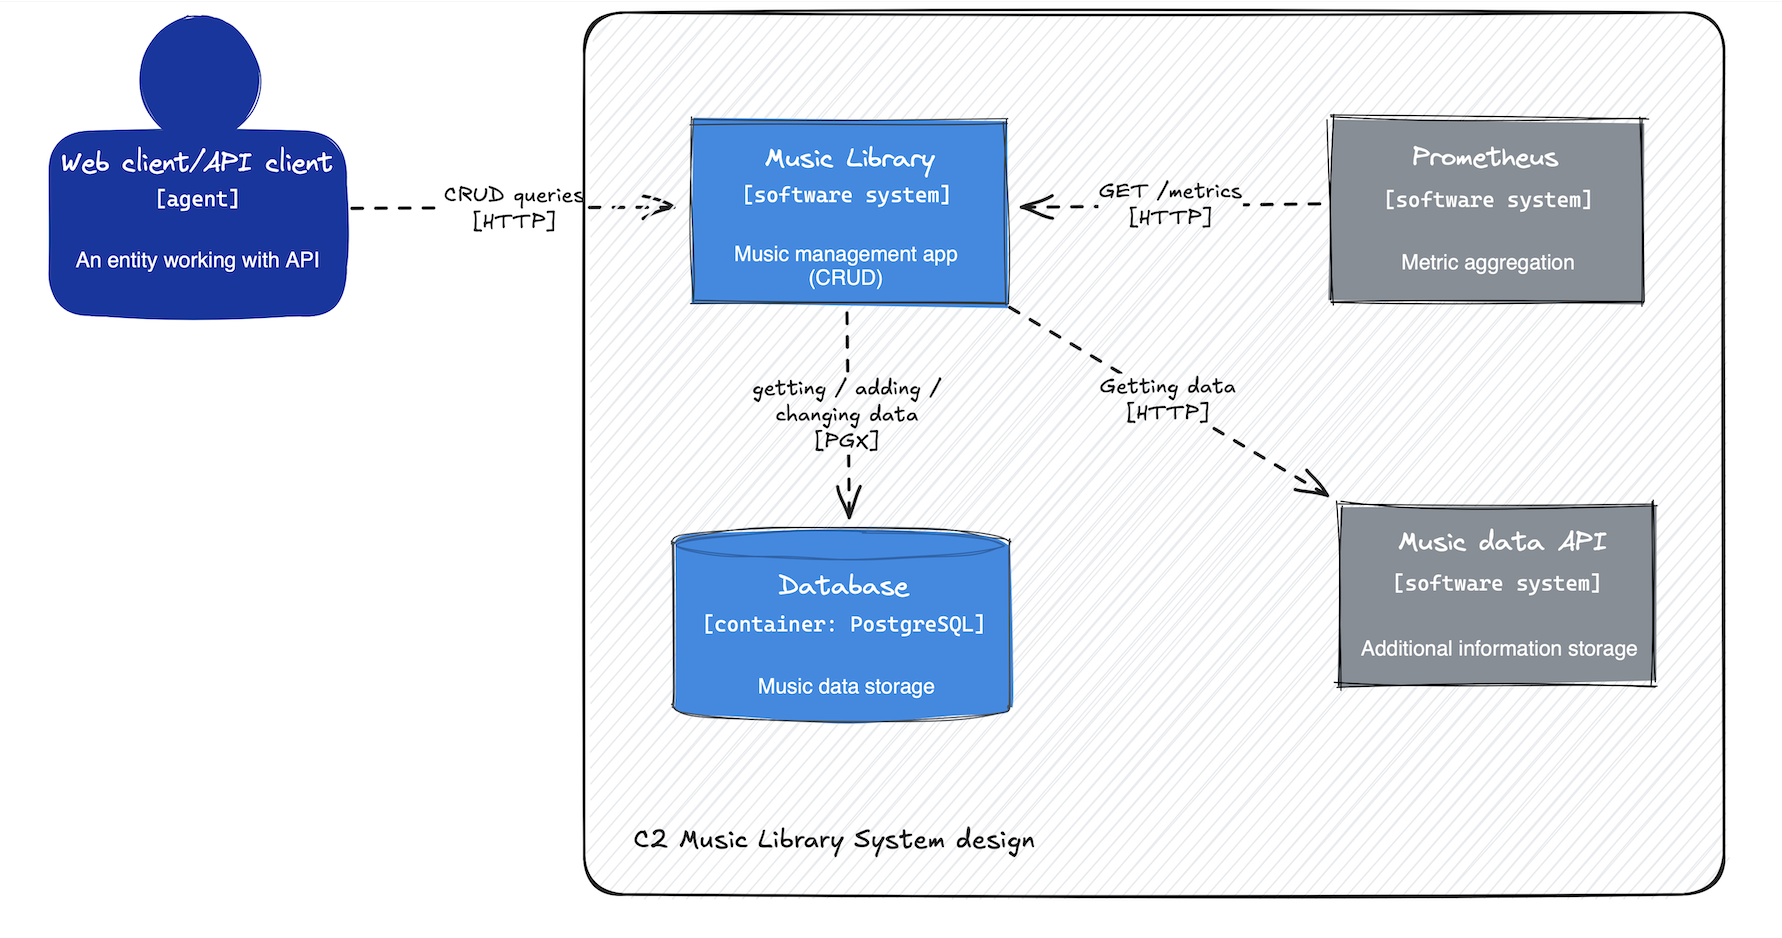 Web client/API client
[agent]
An entity working with API
CRUD queries
[HTTP]
Music Library
[software system]
Music management app
(CRUD)
GET /metrics
[HTTP]
Prometheus
[software system]
Metric aggregation
getting / adding /
changing data
[PGX]
Getting data
[HTTP]
Database
[container: PostgreSQL]
Music data storage
Music data API
[software system]
Additional information storage
C2 Music Library System design